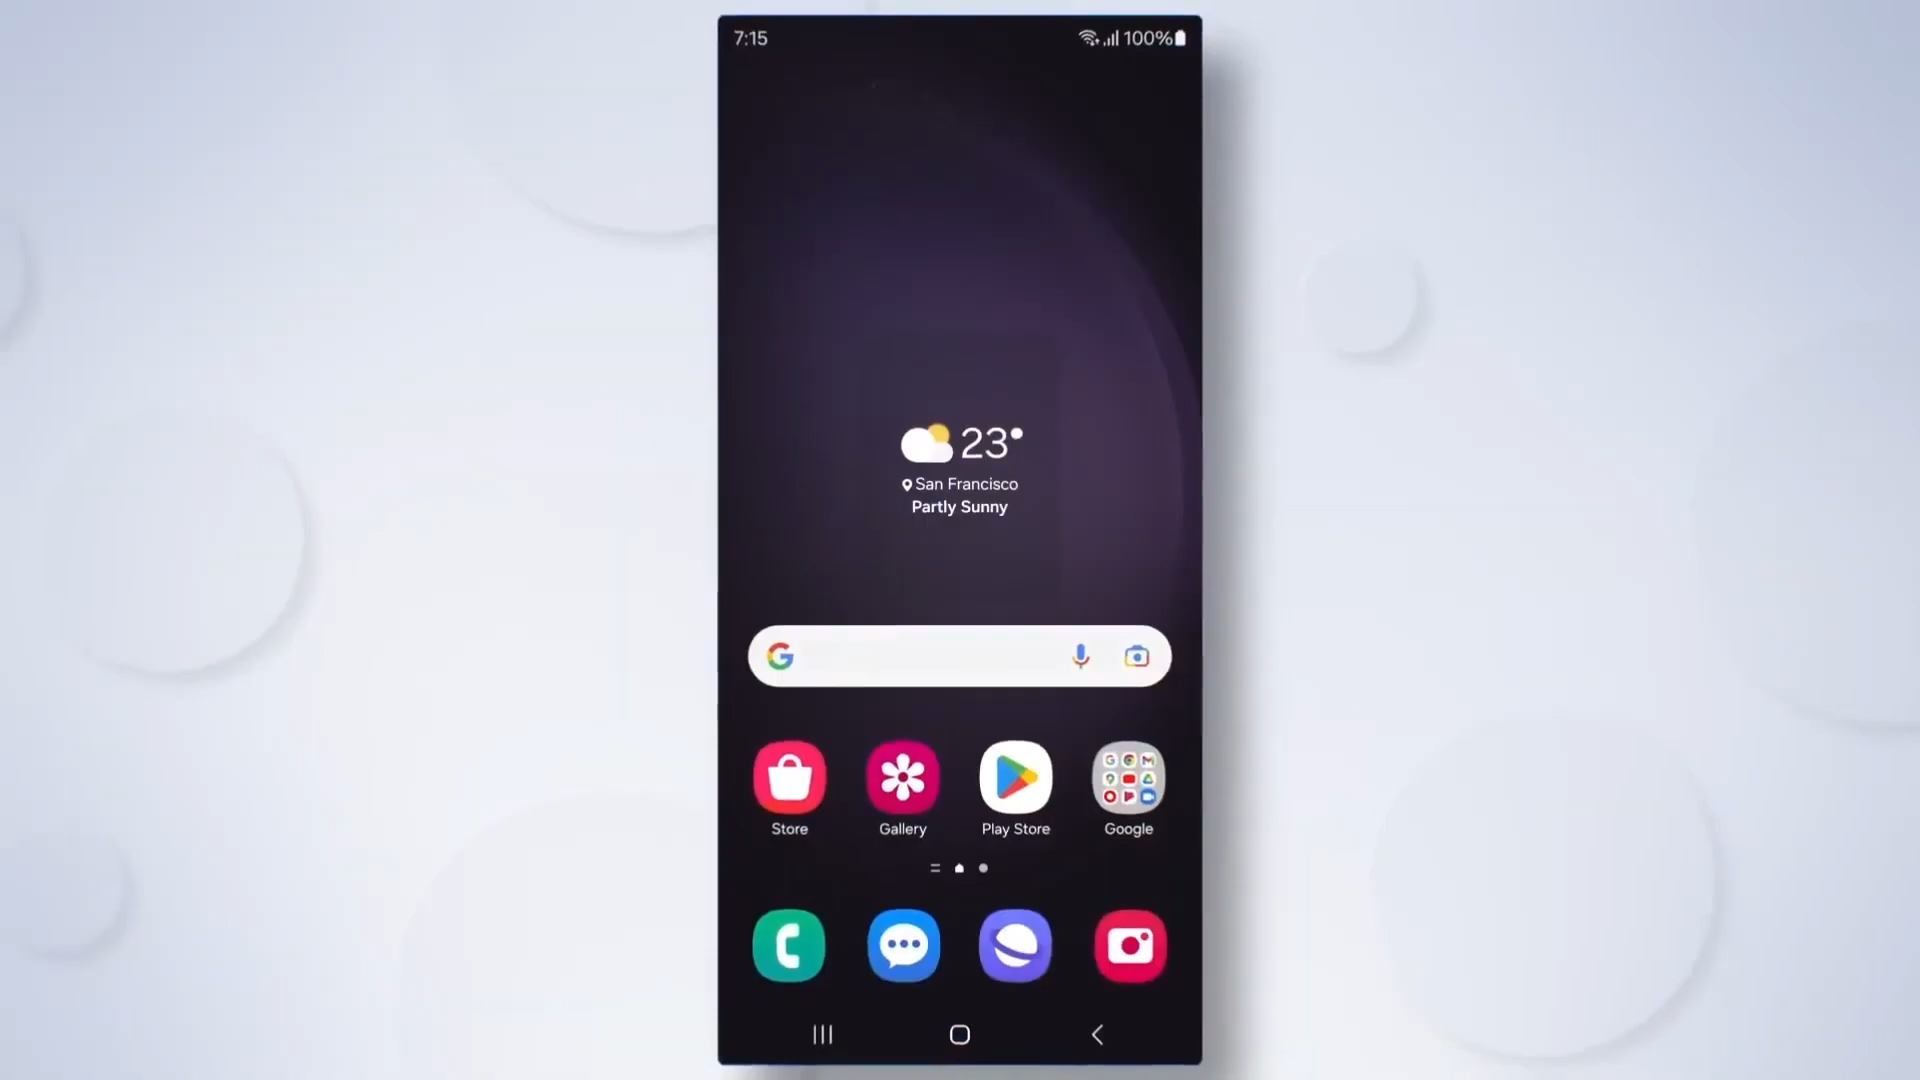 7:15
100%
23°
San Francisco
Partly Sunny
Store
Gallery
Play Store
Google